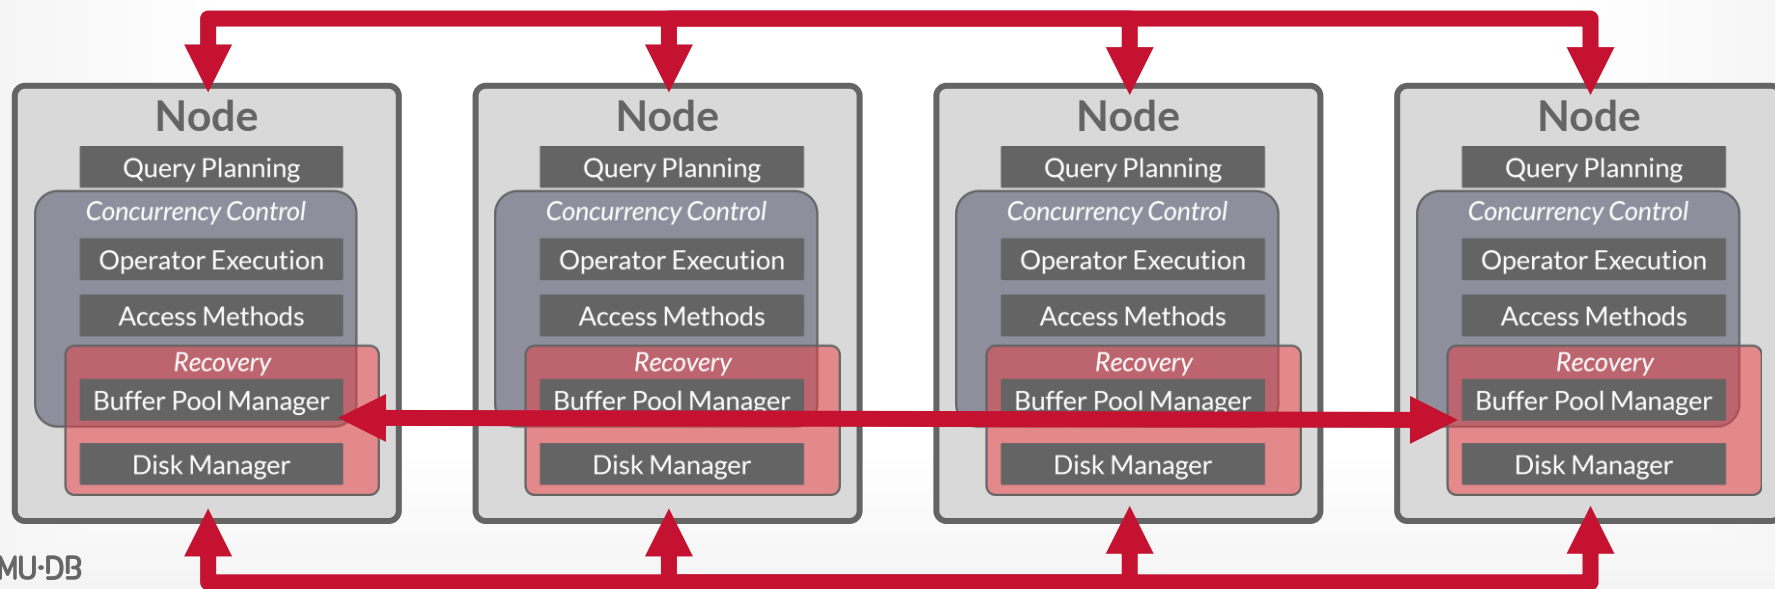 Node
Query Planning
Concurrency Control
Operator Execution
Access Methods
Recovery
Buffer Pool Manager
Disk Manager
Node
Query Planning
Concurrency Control
Operator Execution
Access Methods
Recovery
Buffer Pool Manager
Disk Manager
Node
Query Planning
Concurrency Control
Operator Execution
Access Methods
Recovery
Buffer Pool Manager
Disk Manager
Node
Query Planning
Concurrency Control
Operator Execution
Access Methods
Recovery
Buffer Pool Manager
Disk Manager
MU·DB